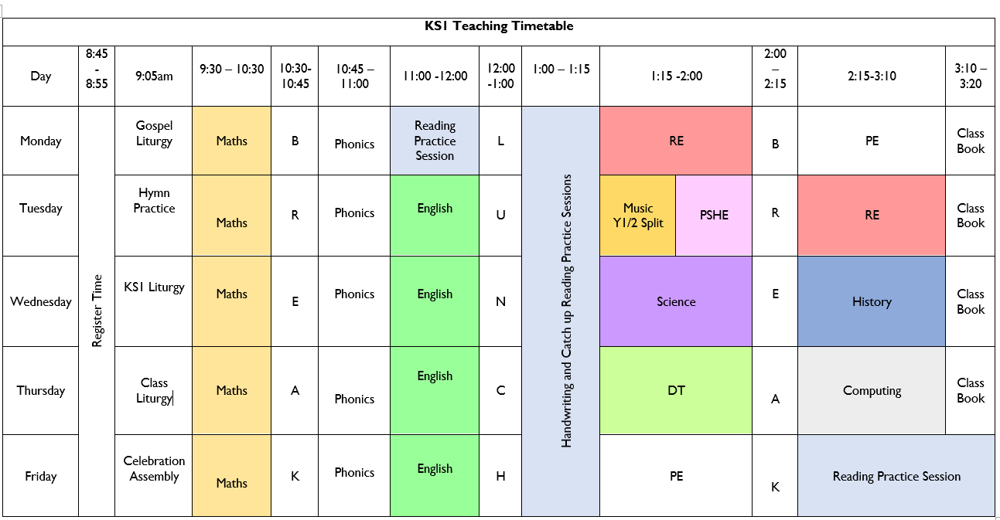 KS1 Teaching Timetable
Day
8:45
-
8:55
9:05am
9:30 – 10:30
10:30-
10:45
10:45 –
11:00
11:00 -12:00
12:00
-1:00
1:00 – 1:15
1:15 -2:00
2:00
–
2:15
2:15-3:10
3:10 –
3:20
Register Time
Handwriting and Catch up Reading Practice Sessions
Monday
Gospel
Liturgy
Maths
B
Phonics
Reading
Practice
Session
L
RE
B
PE
Class
Book
Tuesday
Hymn
Practice
Maths
R
Phonics
English
U
Music
Y1/2 Split
PSHE
R
RE
Class
Book
Wednesday
KS1 Liturgy
Maths
E
Phonics
English
N
Science
E
History
Class
Book
Thursday
Class
Liturgy
Maths
A
Phonics
English
C
DT
A
Computing
Class
Book
Friday
Celebration
Assembly
Maths
K
Phonics
English
H
PE
K
Reading Practice Session